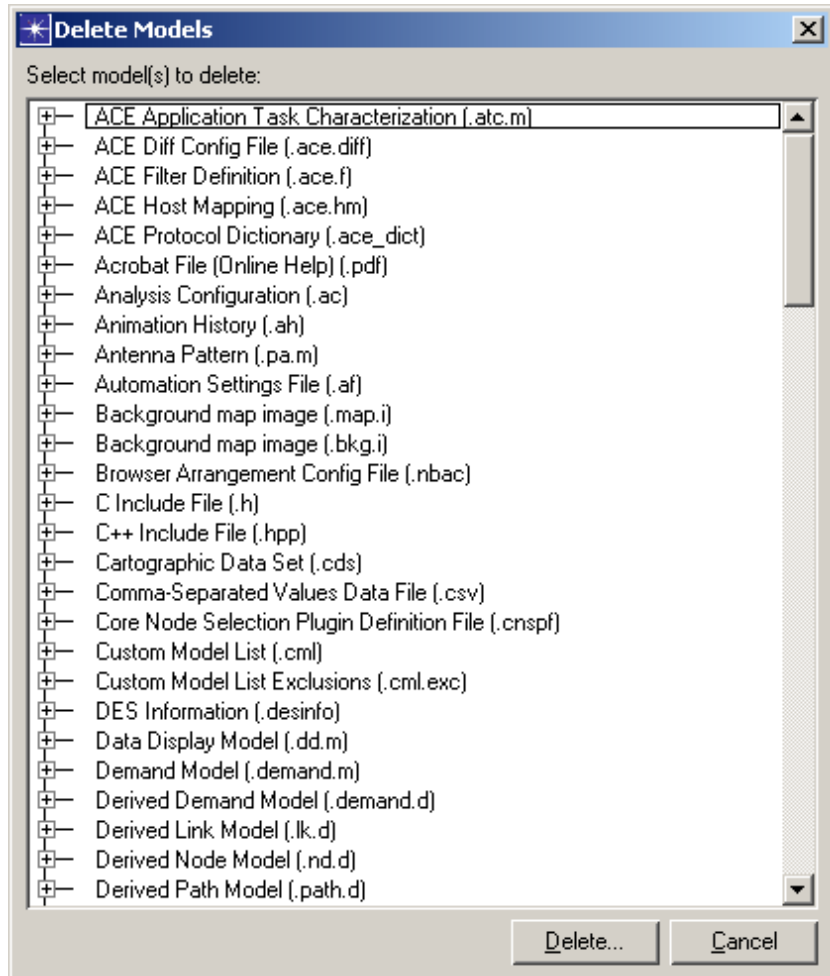 Delete Models
Select model(s) to delete:
ACE Application Task Characterization (.atc.m)
ACE Diff Config File (.ace.diff)
ACE Filter Definition (.ace.f)
ACE Host Mapping (.ace.hm)
ACE Protocol Dictionary (.ace_dict)
Acrobat File (Online Help) (.pdf)
Analysis Configuration (.ac)
Animation History (.ah)
Antenna Pattern (.pa.m)
Automation Settings File (.af)
Background map image (.map.i)
Background map image (.bkg.i)
Browser Arrangement Config File (.nbac)
C Include File (.h)
C++ Include File (.hpp)
Cartographic Data Set (.cds)
Comma-Separated Values Data File (.csv)
Core Node Selection Plugin Definition File (.cnspf)
Custom Model List (.cml)
Custom Model List Exclusions (.cml.exc)
DES Information (.desinfo)
Data Display Model (.dd.m)
Demand Model (.demand.m)
Derived Demand Model (.demand.d)
Derived Link Model (.lk.d)
Derived Node Model (.nd.d)
Derived Path Model (.path.d)
Delete... Cancel